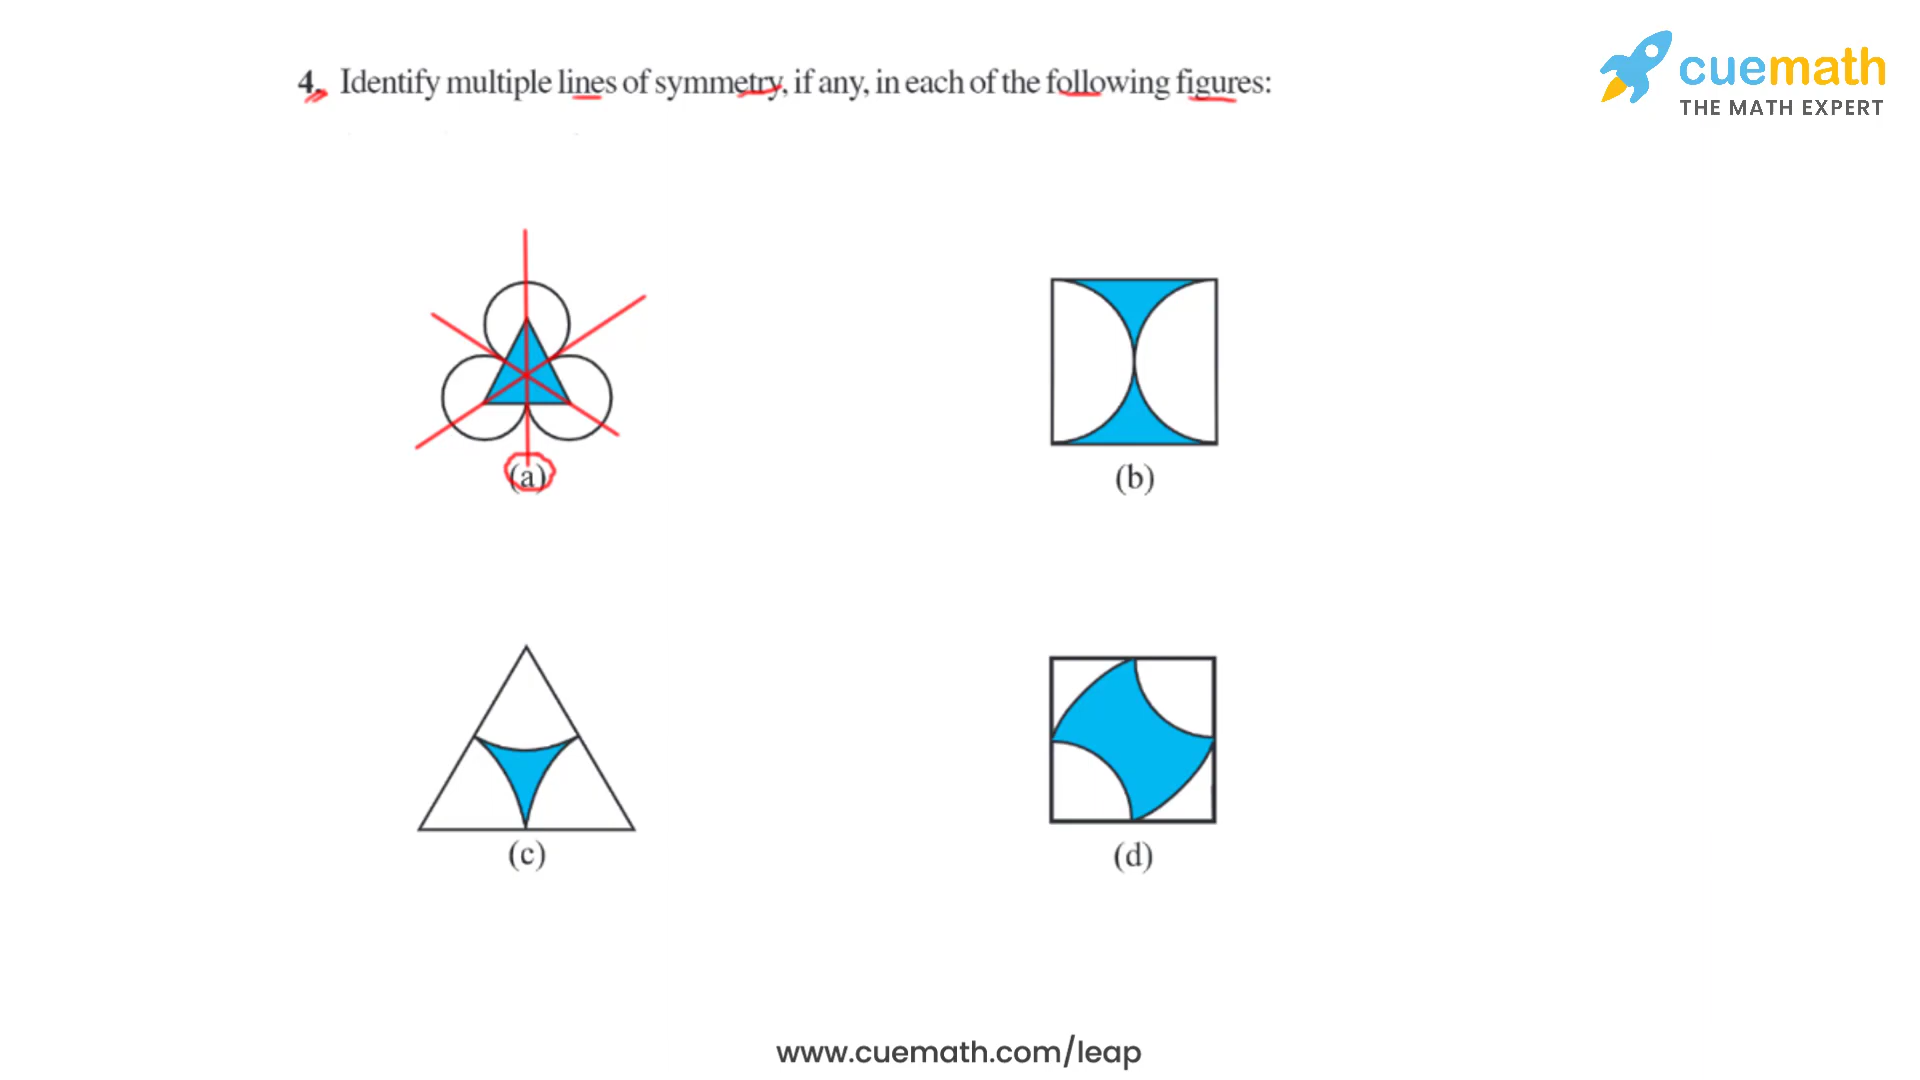 4. Identify multiple lines of symmetry, if any, in each of the following figures:
cuemath
THE MATH EXPERT
(a)
(b)
(c)
(d)
www.cuemath.com/leap